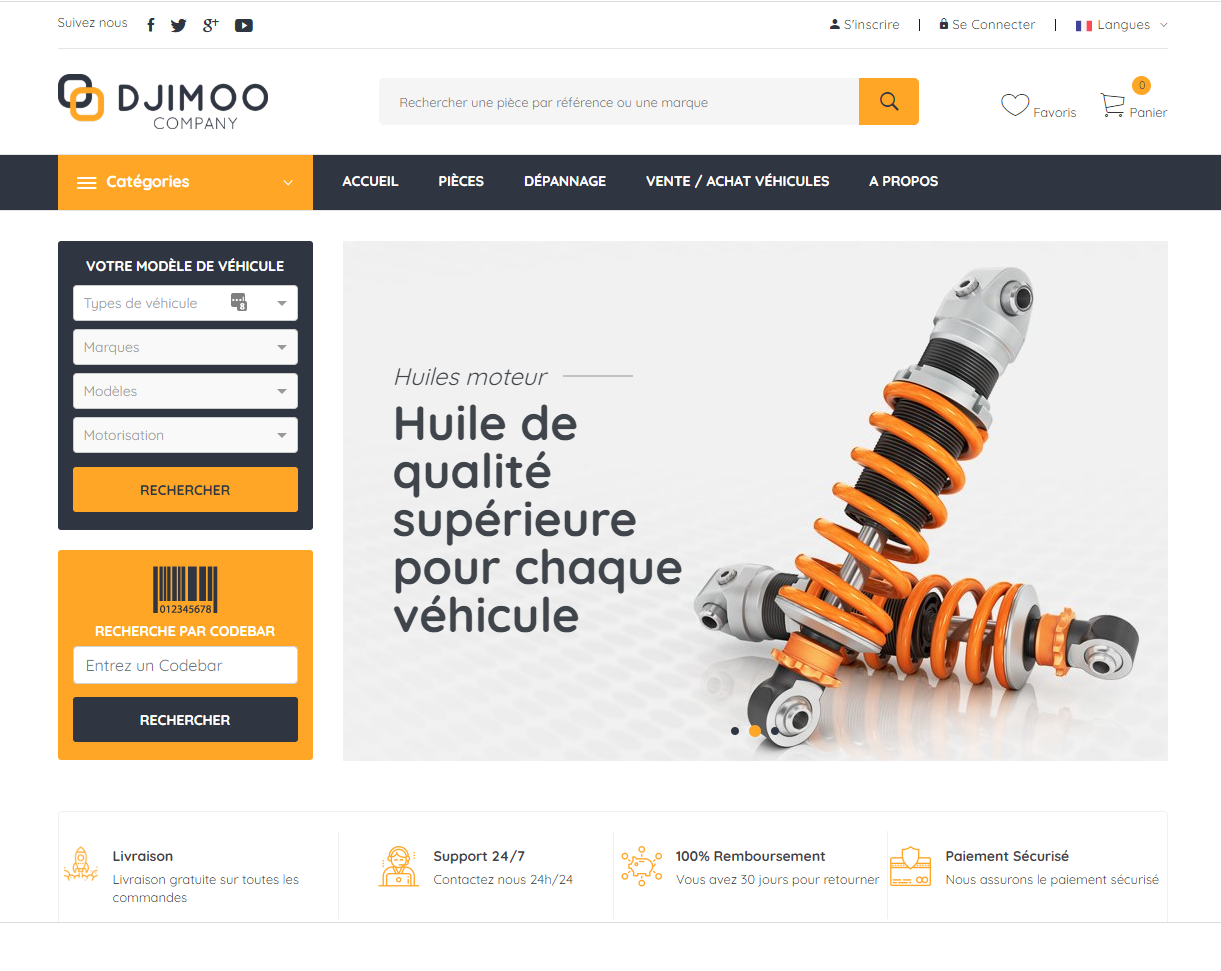 Suivez nous
S'inscrire
Se Connecter
Langues
DJIMOO
COMPANY
Rechercher une pièce par référence ou une marque
Favoris
0
Panier
Catégories
ACCUEIL
PIÈCES
DÉPANNAGE
VENTE / ACHAT VÉHICULES
A PROPOS
VOTRE MODÈLE DE VÉHICULE
Types de véhicule
8
Marques
Modèles
Motorisation
RECHERCHER
012345678
RECHERCHE PAR CODEBAR
Entrez un Codebar
RECHERCHER
Huiles moteur
Huile de
qualité
supérieure
pour chaque
véhicule
Livraison
Livraison gratuite sur toutes les
commandes
Support 24/7
Contactez nous 24h/24
100% Remboursement
Vous avez 30 jours pour retourner
Paiement Sécurisé
Nous assurons le paiement sécurisé